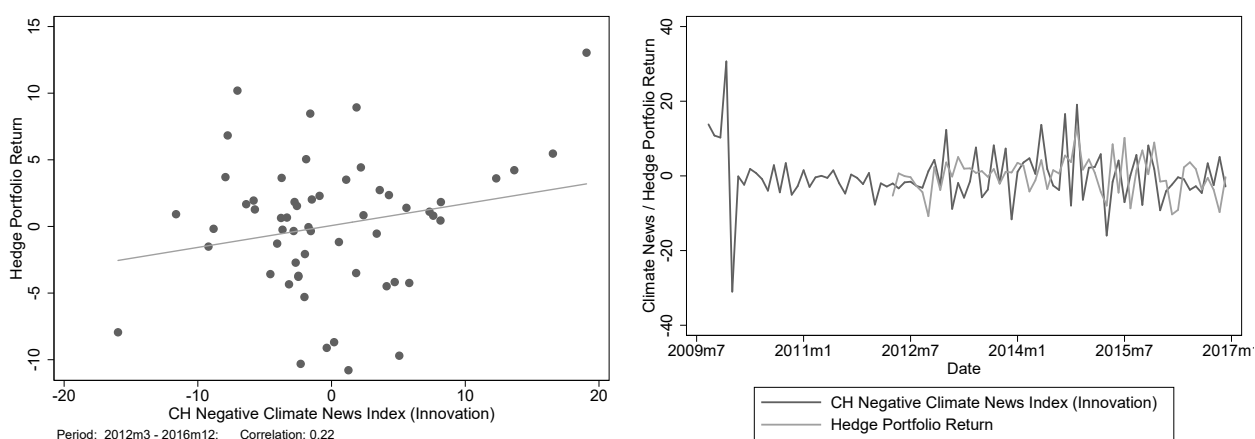 15
10
5
0
-5
-10
Hedge Portfolio Return
-20 -10 0 10 20
CH Negative Climate News Index (Innovation)
Period: 2012m3 - 2016m12; Correlation: 0.22
40
20
0
-20
-40
Climate News / Hedge Portfolio Return
2009m7 2011m1 2012m7 2014m1 2015m7 2017m1
Date
CH Negative Climate News Index (Innovation)
Hedge Portfolio Return